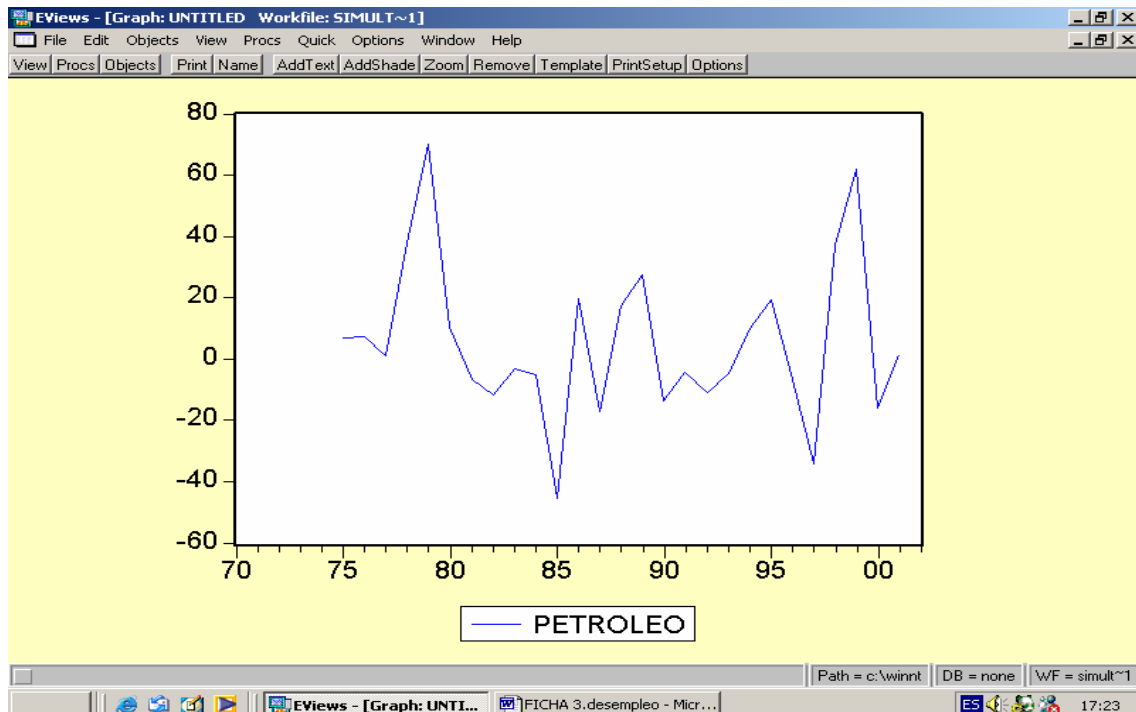 EViews - [Graph: UNTITLED Workfile: SIMULT~1]
File Edit Objects View Procs Quick Options Window Help
View Procs Objects Print Name AddText AddShade Zoom Remove Template PrintSetup Options
80
60
40
20
0
-20
-40
-60
70 75 80 85 90 95 00
PETROLEO
Path = c:\winnt DB = none WF = simult~1
EViews - [Graph: UNTI... FICHA 3.desempleo - Micr... ES 17:23